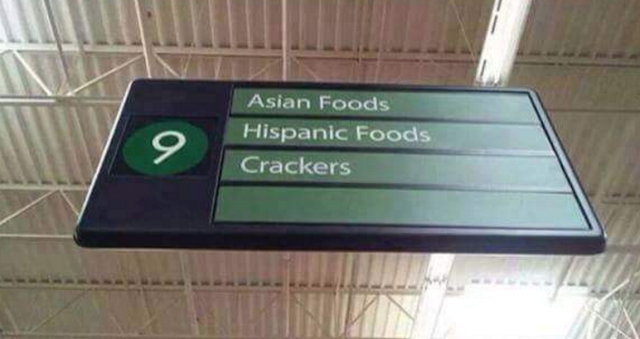 9
Asian Foods
Hispanic Foods
Crackers